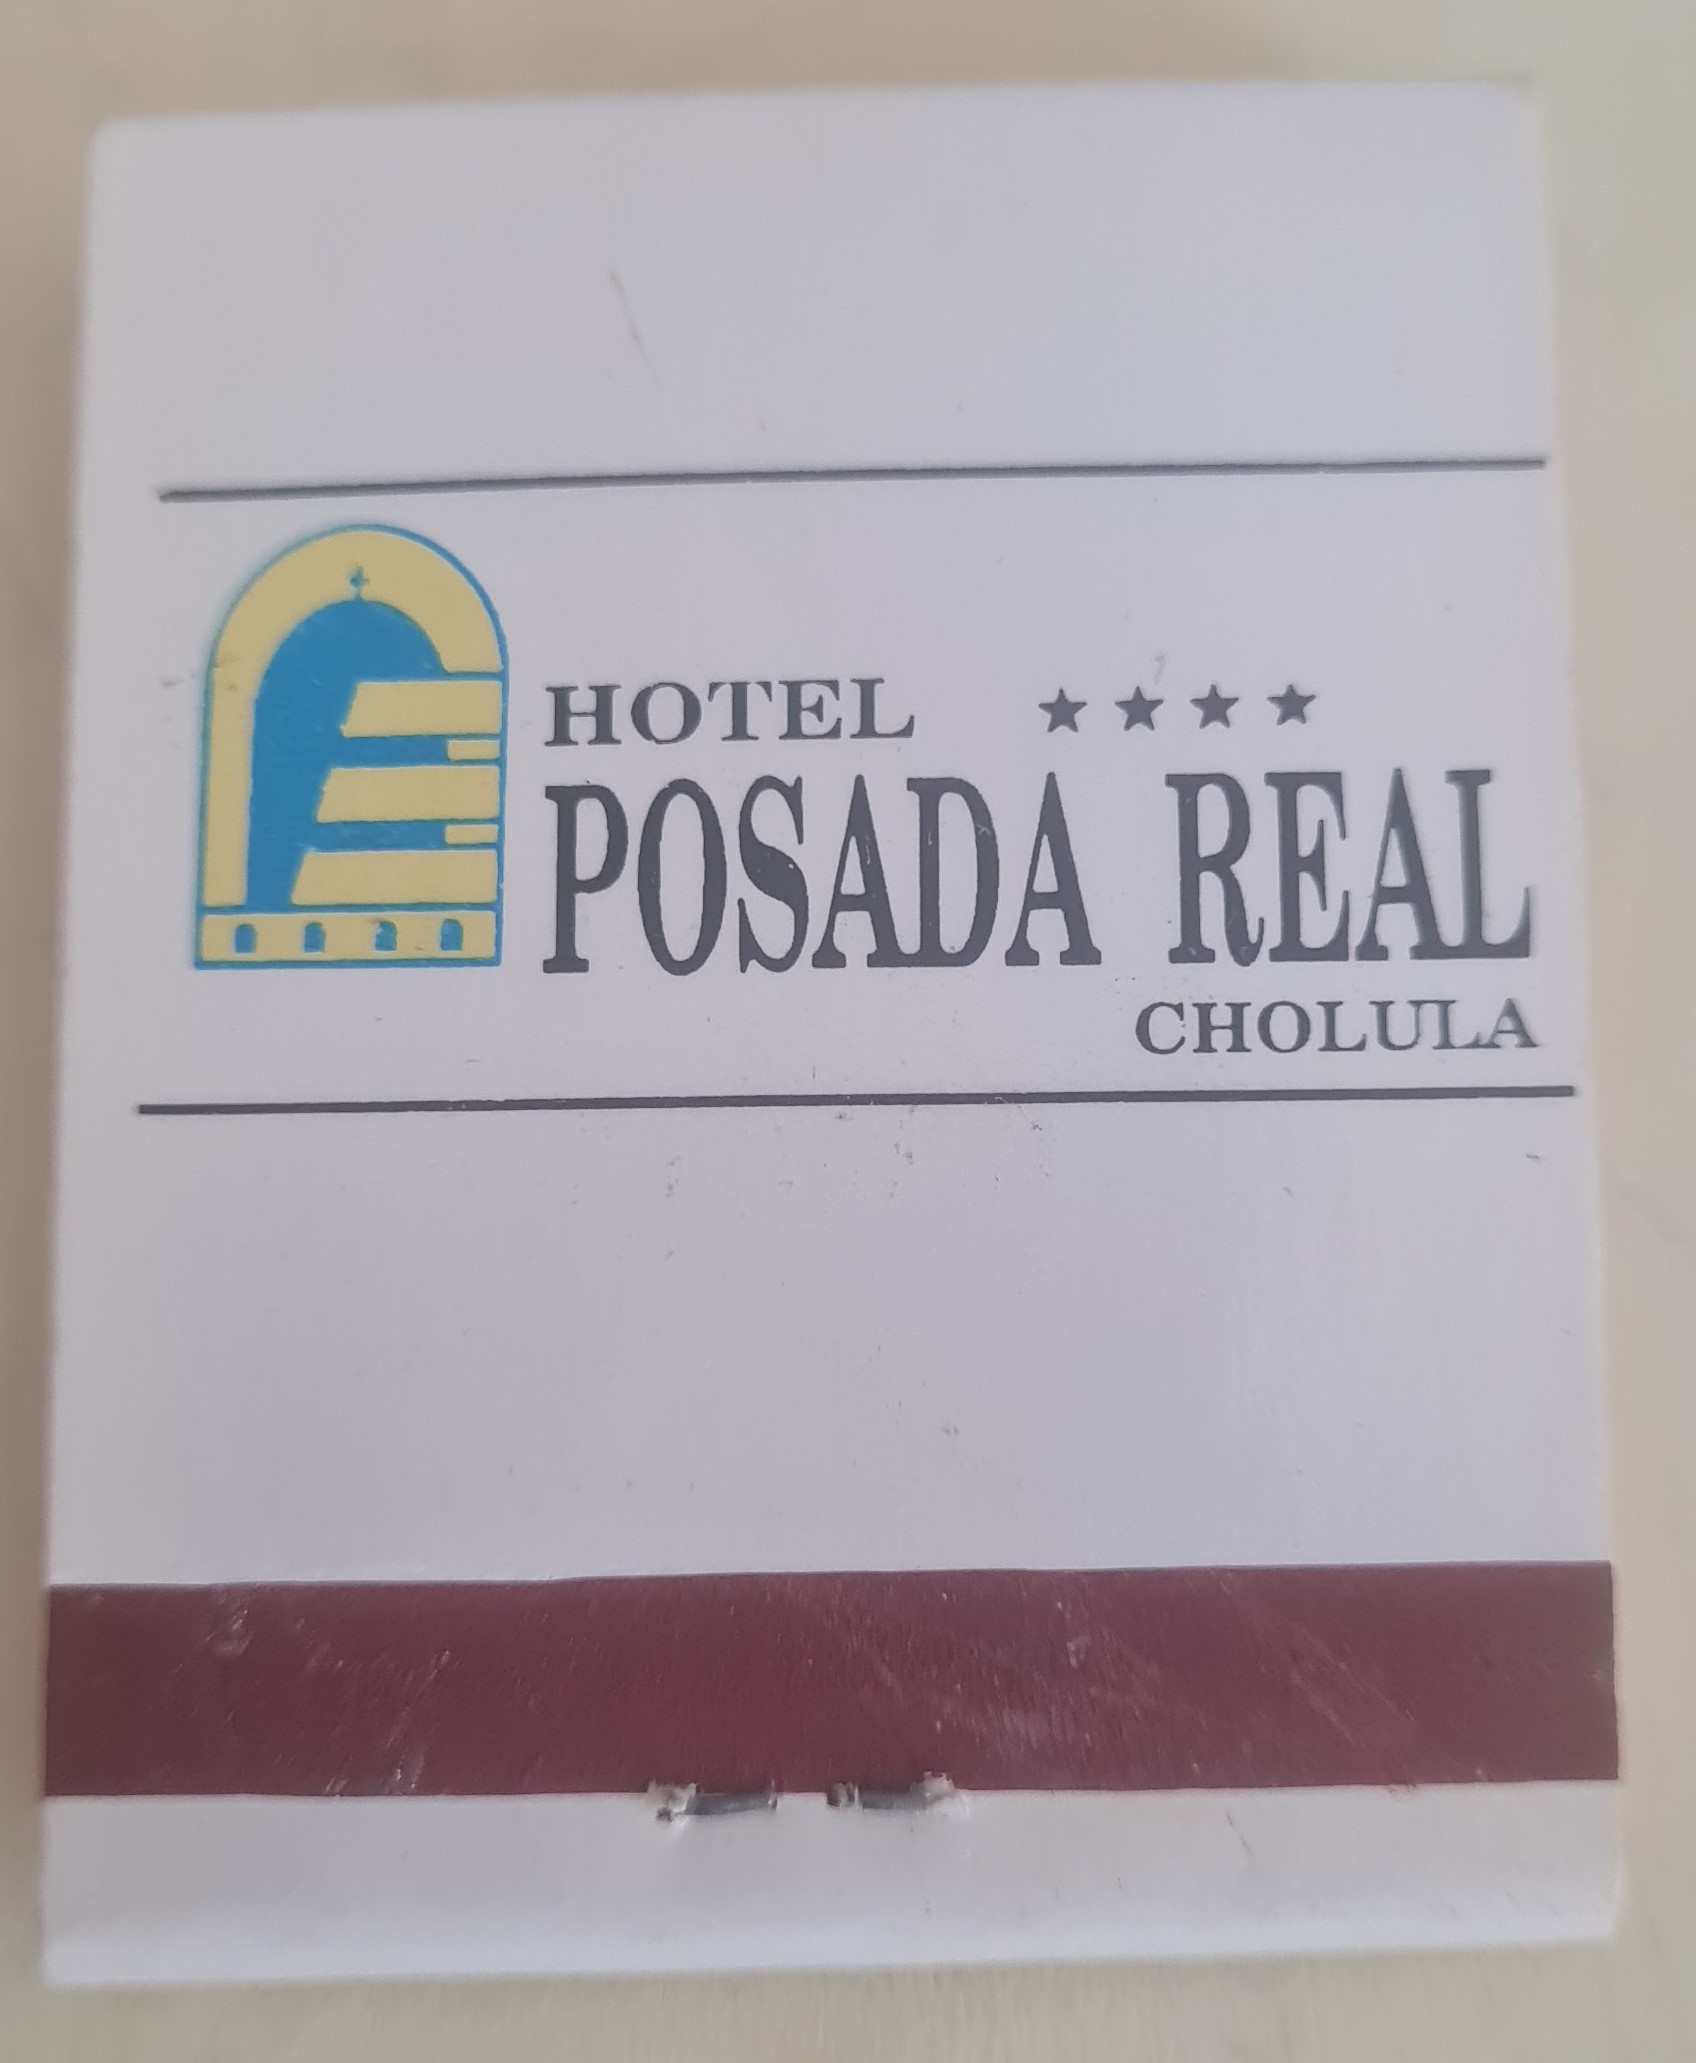 HOTEL ★★★★
POSADA REAL
CHOLULA